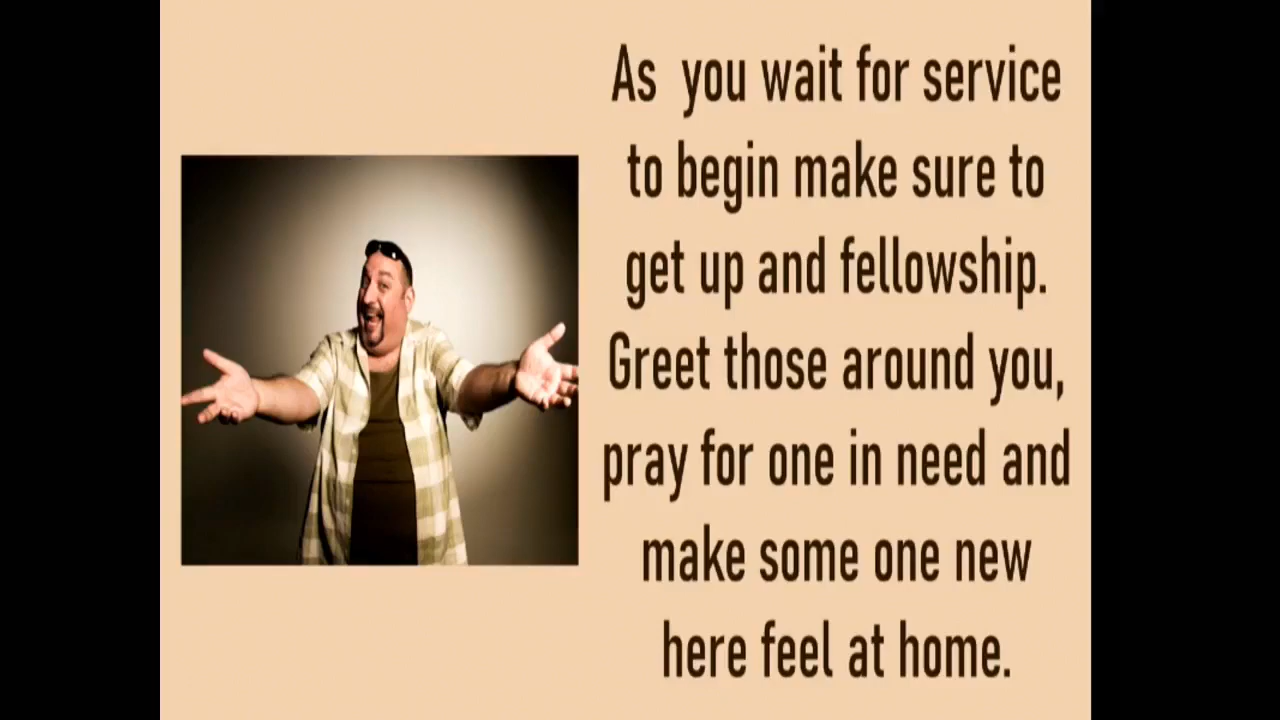 As you wait for service
to begin make sure to
get up and fellowship.
Greet those around you,
pray for one in need and
make some one new
here feel at home.